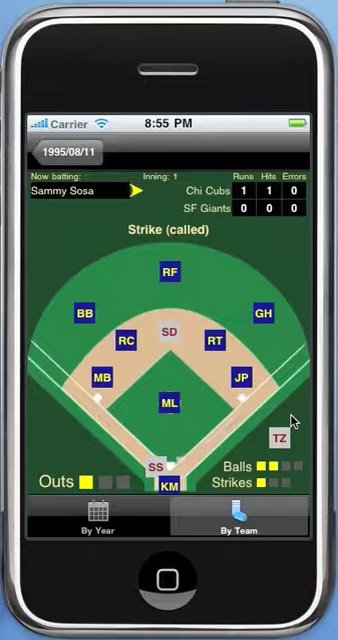 Carrier 8:55 PM
1995/08/11
Now batting: Inning: 1 Runs Hits Errors
Sammy Sosa Chi Cubs 1 1 0
SF Giants 0 0 0
Strike (called)
RF
BB GH
SD
RC RT
MB JP
ML
TZ
SS
Balls
Outs KM Strikes
By Year By Team